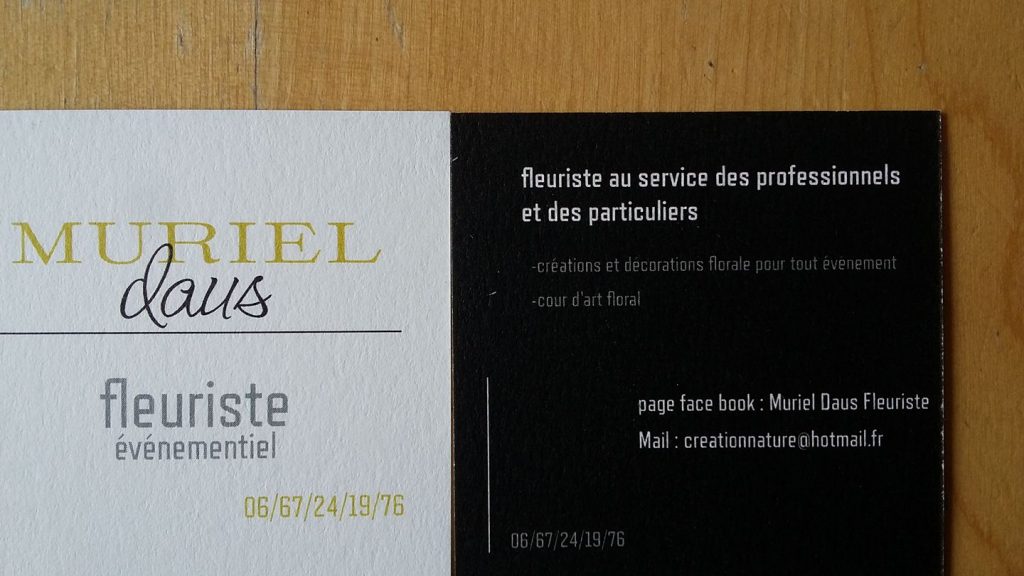 MURIEL
daus
fleuriste
événementiel
06/67/24/19/76
fleuriste au service des professionnels
et des particuliers
-créations et décorations florale pour tout évenement
-cour d'art floral
page face book : Muriel Daus Fleuriste
Mail : creationnature@hotmail.fr
06/67/24/19/76